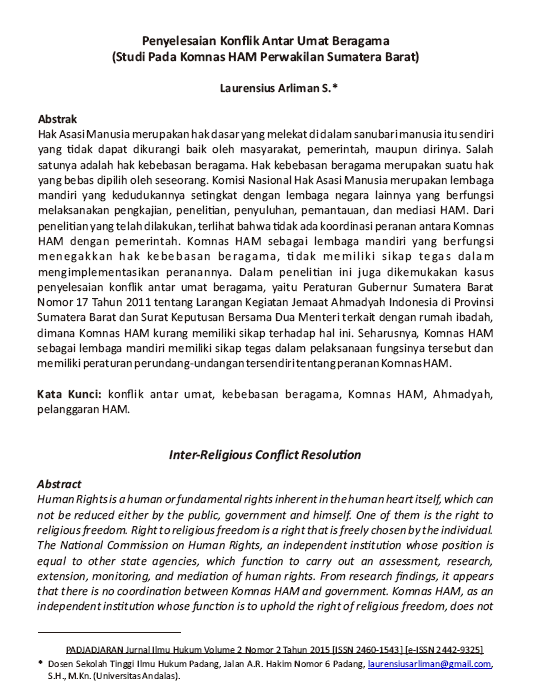 Penyelesaian Konflik Antar Umat Beragama
(Studi Pada Komnas HAM Perwakilan Sumatera Barat)
Laurensius Arliman S.*
Abstrak
Hak Asasi Manusia merupakan hak dasar yang melekat di dalam sanubari manusia itu sendiri
yang tidak dapat dikurangi baik oleh masyarakat, pemerintah, maupun dirinya. Salah
satunya adalah hak kebebasan beragama. Hak kebebasan beragama merupakan suatu hak
yang bebas dipilih oleh seseorang. Komisi Nasional Hak Asasi Manusia merupakan lembaga
mandiri yang kedudukannya setingkat dengan lembaga negara lainnya yang berfungsi
melaksanakan pengkajian, penelitian, penyuluhan, pemantauan, dan mediasi HAM. Dari
penelitian yang telah dilakukan, terlihat bahwa tidak ada koordinasi peranan antara Komnas
HAM dengan pemerintah. Komnas HAM sebagai lembaga mandiri yang berfungsi
menegakkan hak kebebasan beragama, tidak memiliki sikap tegas dalam
mengimplementasikan peranannya. Dalam penelitian ini juga dikemukakan kasus
penyelesaian konflik antar umat beragama, yaitu Peraturan Gubernur Sumatera Barat
Nomor 17 Tahun 2011 tentang Larangan Kegiatan Jemaat Ahmadyah Indonesia di Provinsi
Sumatera Barat dan Surat Keputusan Bersama Dua Menteri terkait dengan rumah ibadah,
dimana Komnas HAM kurang memiliki sikap terhadap hal ini. Seharusnya, Komnas HAM
sebagai lembaga mandiri memiliki sikap tegas dalam pelaksanaan fungsinya tersebut dan
memiliki peraturan perundang-undangan tersendiri tentang peranan Komnas HAM.
Kata Kunci: konflik antar umat, kebebasan beragama, Komnas HAM, Ahmadyah,
pelanggaran HAM.
Inter-Religious Conflict Resolution
Abstract
Human Rights is a human or fundamental rights inherent in the human heart itself, which can
not be reduced either by the public, government and himself. One of them is the right to
religious freedom. Right to religious freedom is a right that is freely chosen by the individual.
The National Commission on Human Rights, an independent institution whose position is
equal to other state agencies, which function to carry out an assessment, research,
extension, monitoring, and mediation of human rights. From research findings, it appears
that there is no coordination between Komnas HAM and government. Komnas HAM, as an
independent institution whose function is to uphold the right of religious freedom, does not
PADJADJARAN Jurnal Ilmu Hukum Volume 2 Nomor 2 Tahun 2015 [ISSN 2460-1543] [e-ISSN 2442-9325]
* Dosen Sekolah Tinggi Ilmu Hukum Padang, Jalan A.R. Hakim Nomor 6 Padang, laurensiusarliman@gmail.com,
S.H., M.Kn. (Universitas Andalas).